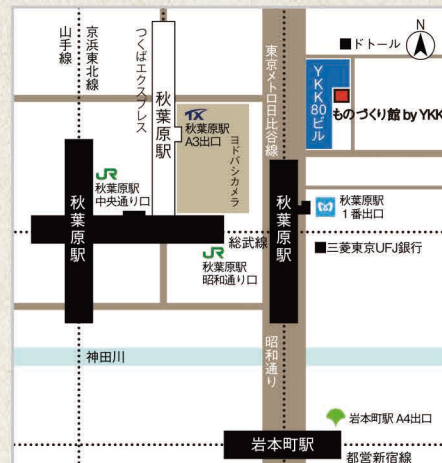 山手線
京浜東北線
つくばエクスプレス
秋葉原駅
TX
秋葉原駅
A3出口
ヨドバシカメラ
東京メトロ日比谷線
■ドトール
N
YKK80ビル
ものづくり館 by YKK
JR
秋葉原駅
中央通り口
秋葉原駅
秋葉原駅
秋葉原駅
1番出口
総武線
JR
秋葉原駅
昭和通り口
■三菱東京UFJ銀行
神田川
昭和通り
岩本町駅 A4出口
岩本町駅
都営新宿線